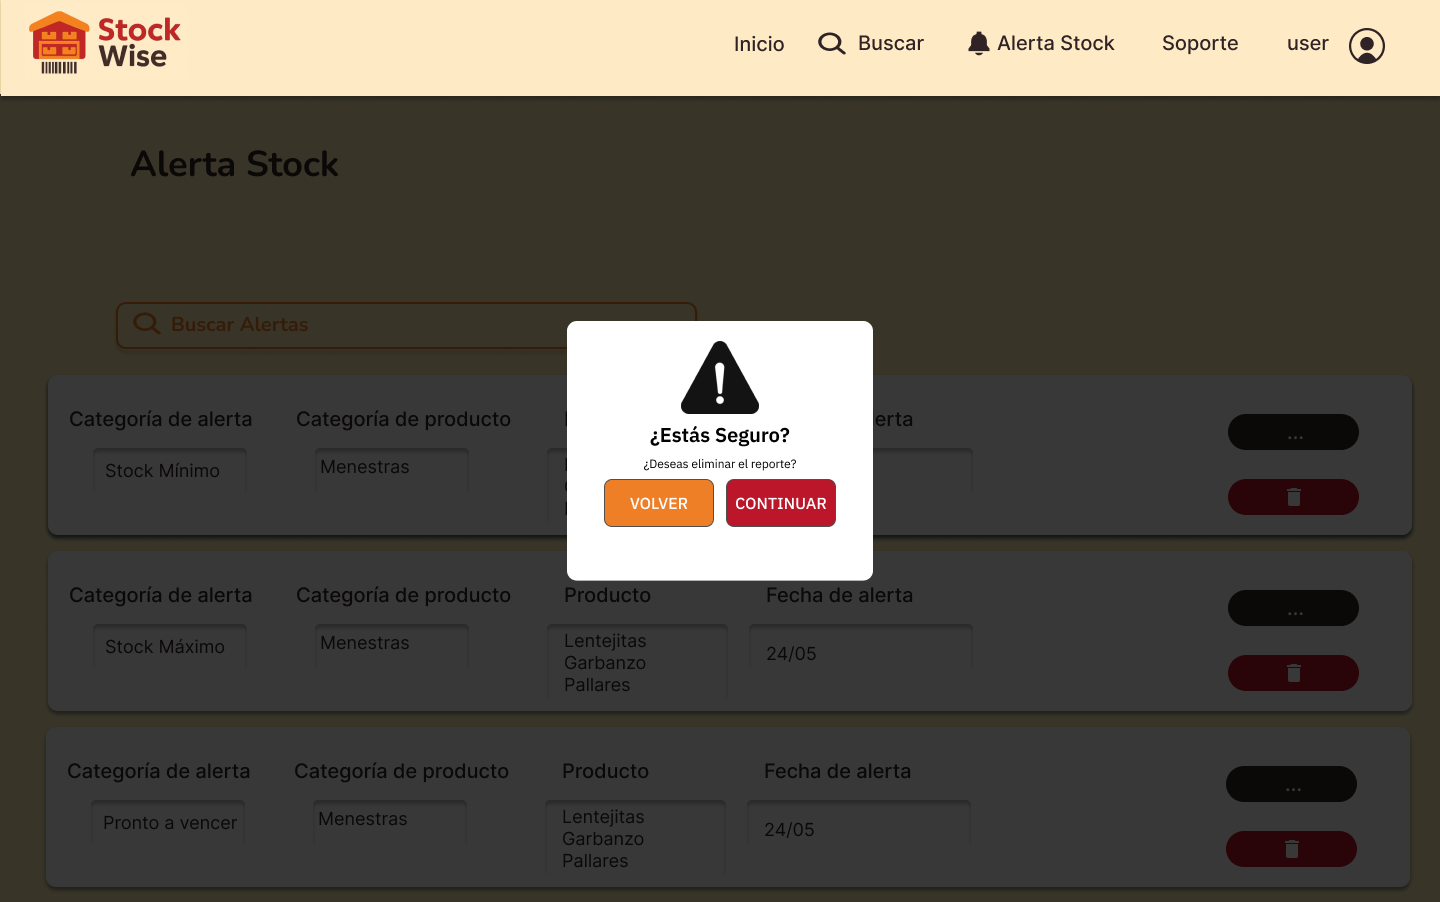 Stock
Wise
Inicio
Buscar
Alerta Stock
Soporte
user
Alerta Stock
Buscar Alertas
Categoría de alerta
Categoría de producto
erta
...
Stock Mínimo
Menestras
¿Estás Seguro?
¿Deseas eliminar el reporte?
VOLVER
CONTINUAR
Categoría de alerta
Categoría de producto
Producto
Fecha de alerta
...
Stock Máximo
Menestras
Lentejitas
Garbanzo
Pallares
24/05
Categoría de alerta
Categoría de producto
Producto
Fecha de alerta
...
Pronto a vencer
Menestras
Lentejitas
Garbanzo
Pallares
24/05